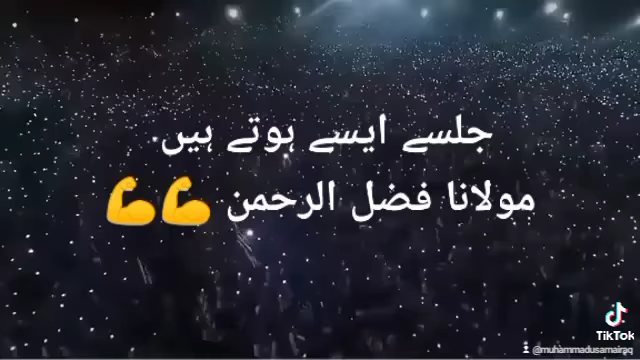 جلسے ایسے ہوتے ہیں.
مولانا فضل الرحمن 💪💪
TikTok